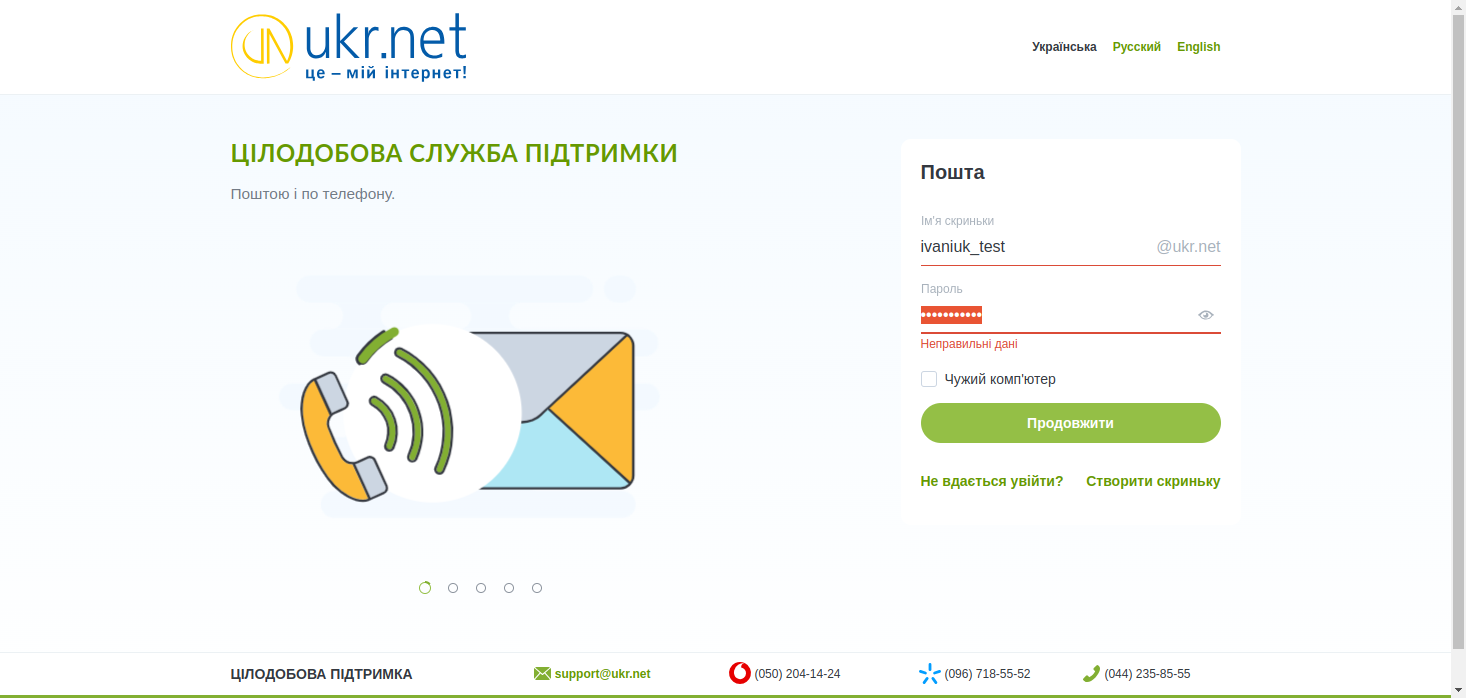 ukr.net
це – мій інтернет!
Українська Русский English
ЦІЛОДОБОВА СЛУЖБА ПІДТРИМКИ
Поштою і по телефону.
Пошта
Ім'я скриньки
ivaniuk_test @ukr.net
Пароль
•••••••••••
Неправильні дані
Чужий комп'ютер
Продовжити
Не вдається увійти? Створити скриньку
ЦІЛОДОБОВА ПІДТРИМКА support@ukr.net (050) 204-14-24 (096) 718-55-52 (044) 235-85-55